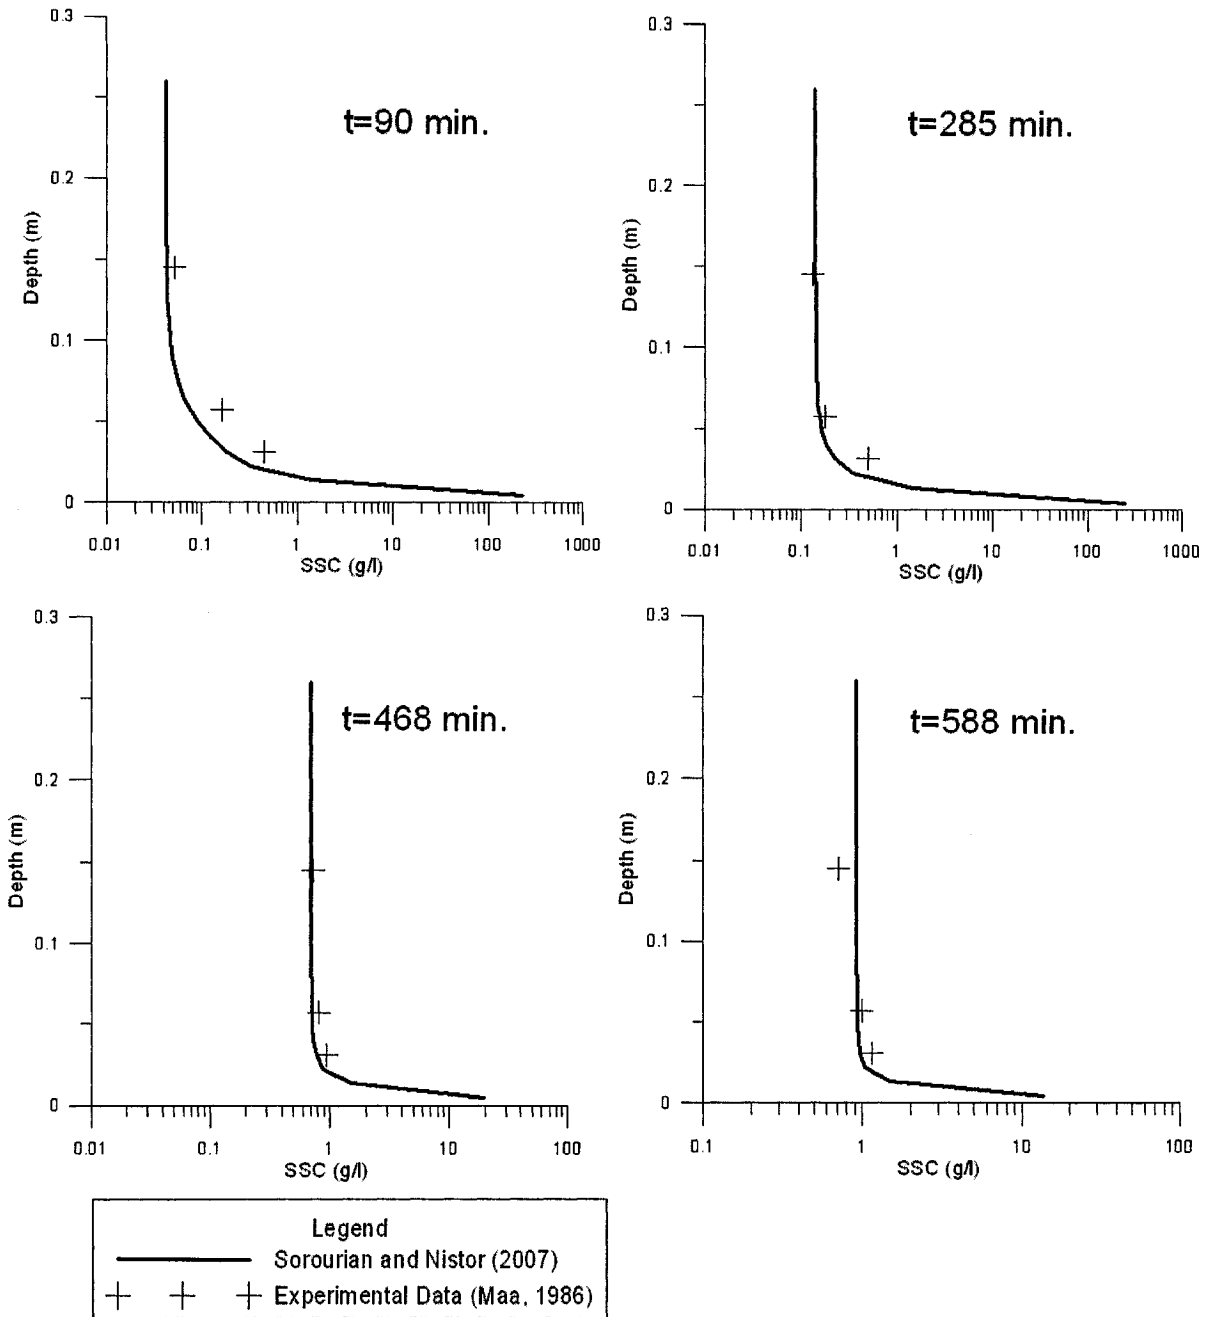 0.3
t=90 min.
0.2
Depth (m)
0.1
0
0.01 0.1 1 10 100 1000
SSC (g/l)
0.3
t=285 min.
0.2
Depth (m)
0.1
0
0.01 0.1 1 10 100 1000
SSC (g/l)
0.3
t=468 min.
0.2
Depth (m)
0.1
0
0.01 0.1 1 10 100
SSC (g/l)
0.3
t=588 min.
0.2
Depth (m)
0.1
0
0.1 1 10 100
SSC (g/l)
Legend
Sorourian and Nistor (2007)
Experimental Data (Maa, 1986)